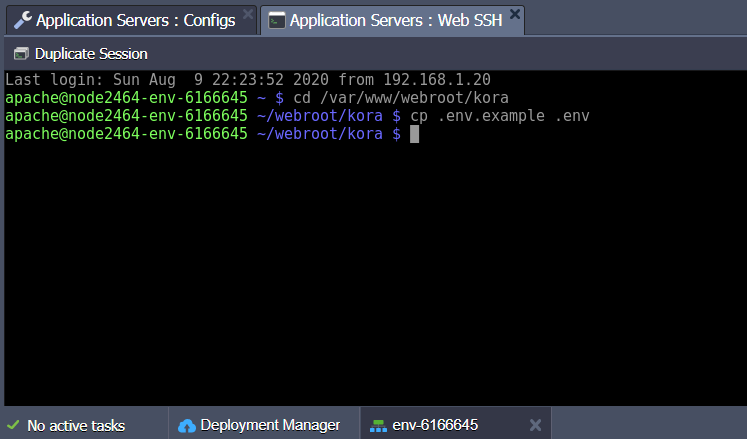 Application Servers : Configs
Application Servers : Web SSH
Duplicate Session
Last login: Sun Aug  9 22:23:52 2020 from 192.168.1.20
apache@node2464-env-6166645 ~ $ cd /var/www/webroot/kora
apache@node2464-env-6166645 ~/webroot/kora $ cp .env.example .env
apache@node2464-env-6166645 ~/webroot/kora $
No active tasks
Deployment Manager
env-6166645